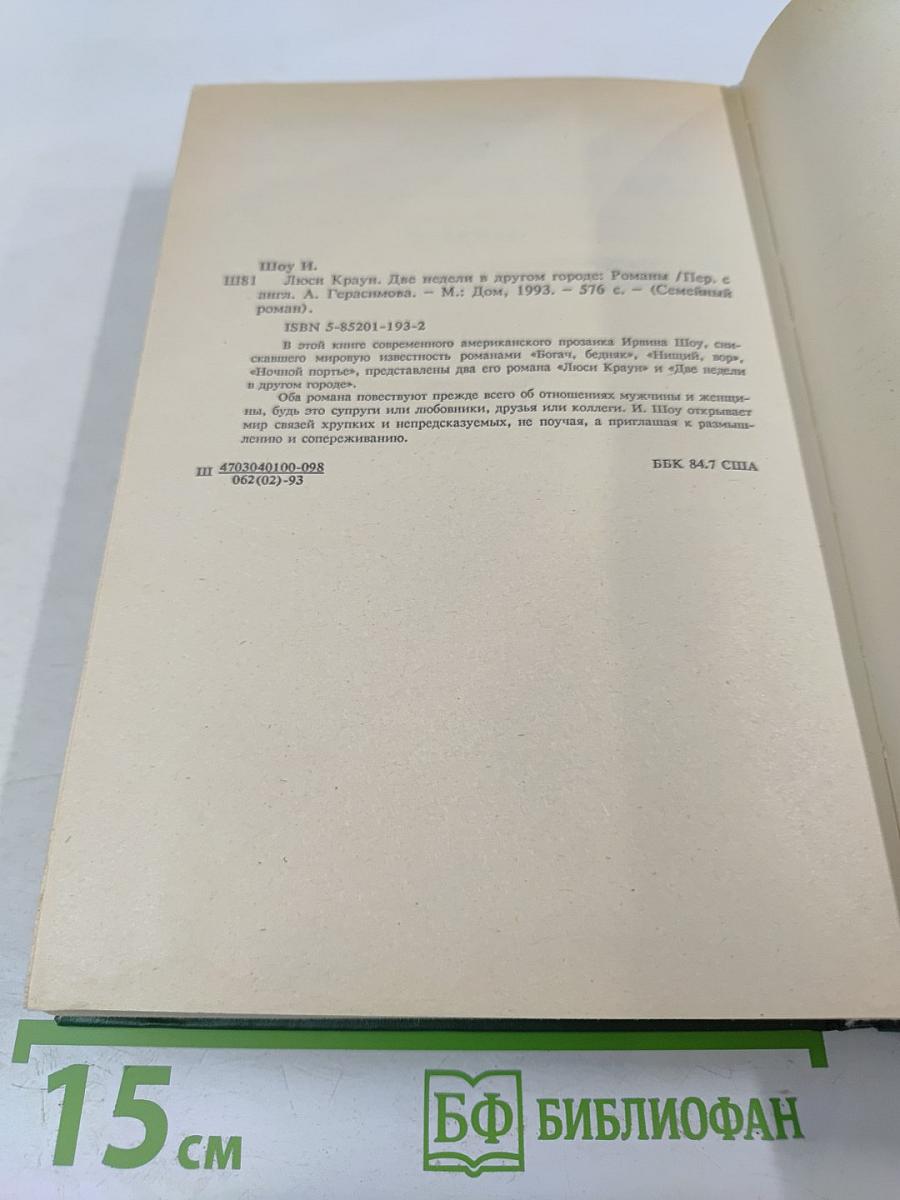 Шоу И.
Ш81 Люси Краун. Две недели в другом городе: Романы /Пер. с
англ. А. Герасимова. – М.: Дом, 1993. – 576 с. – (Семейный
роман).
ISBN 5-85201-193-2
В этой книге современного американского прозаика Ирвина Шоу, сни-
скавшего мировую известность романами «Богач, бедняк», «Нищий, вор»,
«Ночной портье», представлены два его романа «Люси Краун» и «Две недели
в другом городе».
Оба романа повествуют прежде всего об отношениях мужчины и женщи-
ны, будь это супруги или любовники, друзья или коллеги. И. Шоу открывает
мир связей хрупких и непредсказуемых, не поучая, а приглашая к размыш-
лению и сопереживанию.
Ш 4703040100-098
062(02)-93
ББК 84.7 США
15 см
БФ БИБЛИОФАН